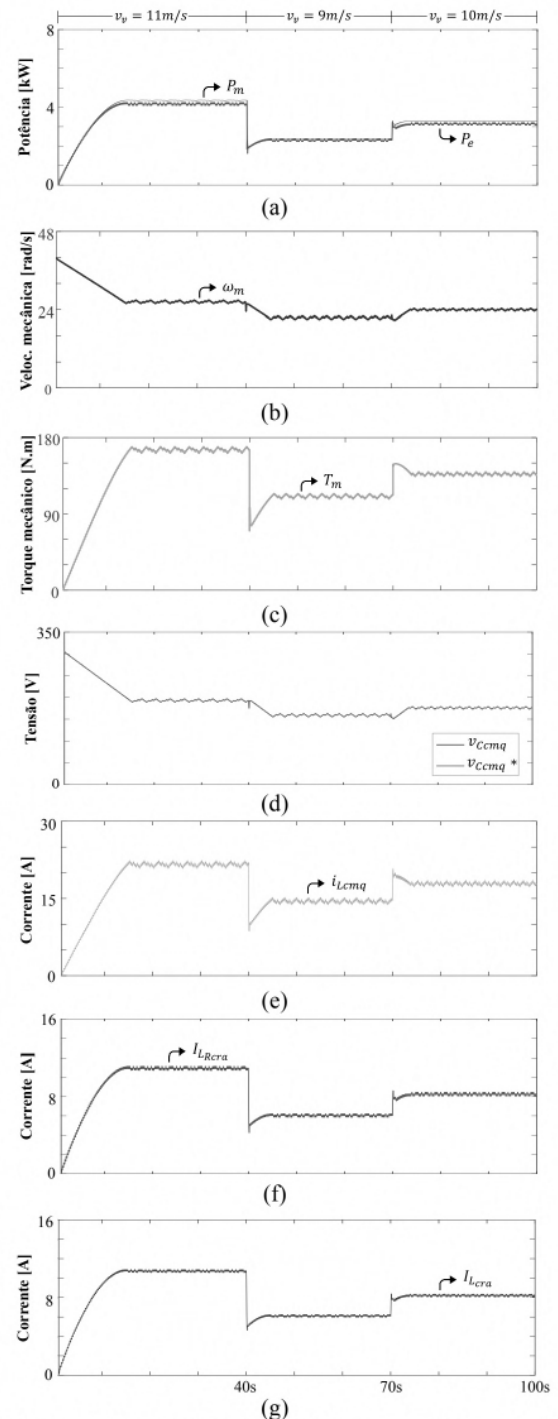 v_v = 11m/s v_v = 9m/s v_v = 10m/s
8
4
0
Potência [kW]
P_m
P_e
(a)
48
24
0
Veloc. mecânica [rad/s]
ω_m
(b)
180
90
0
Torque mecânico [N.m]
T_m
(c)
350
0
Tensão [V]
v_Ccmq
v_Ccmq *
(d)
30
15
0
Corrente [A]
i_Lcmq
(e)
16
8
0
Corrente [A]
I_LRcra
(f)
16
8
0
Corrente [A]
I_Lcra
40s 70s 100s
(g)